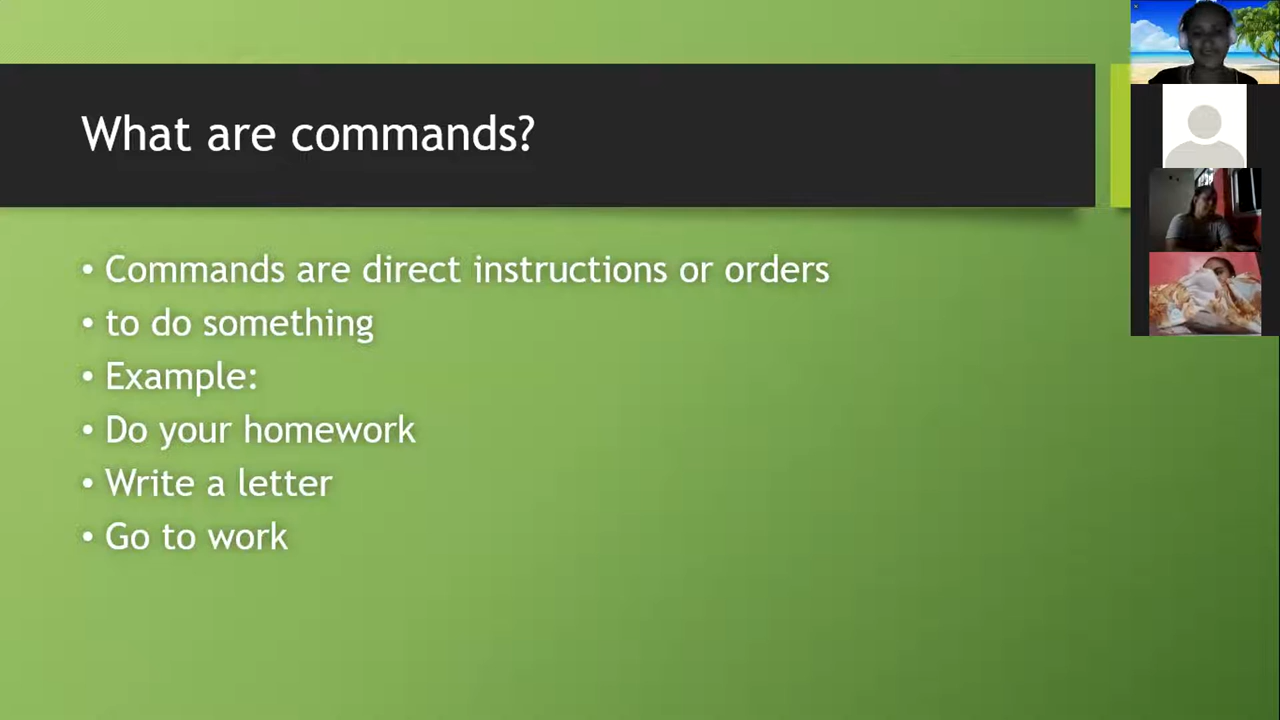 What are commands?
• Commands are direct instructions or orders
• to do something
• Example:
• Do your homework
• Write a letter
• Go to work